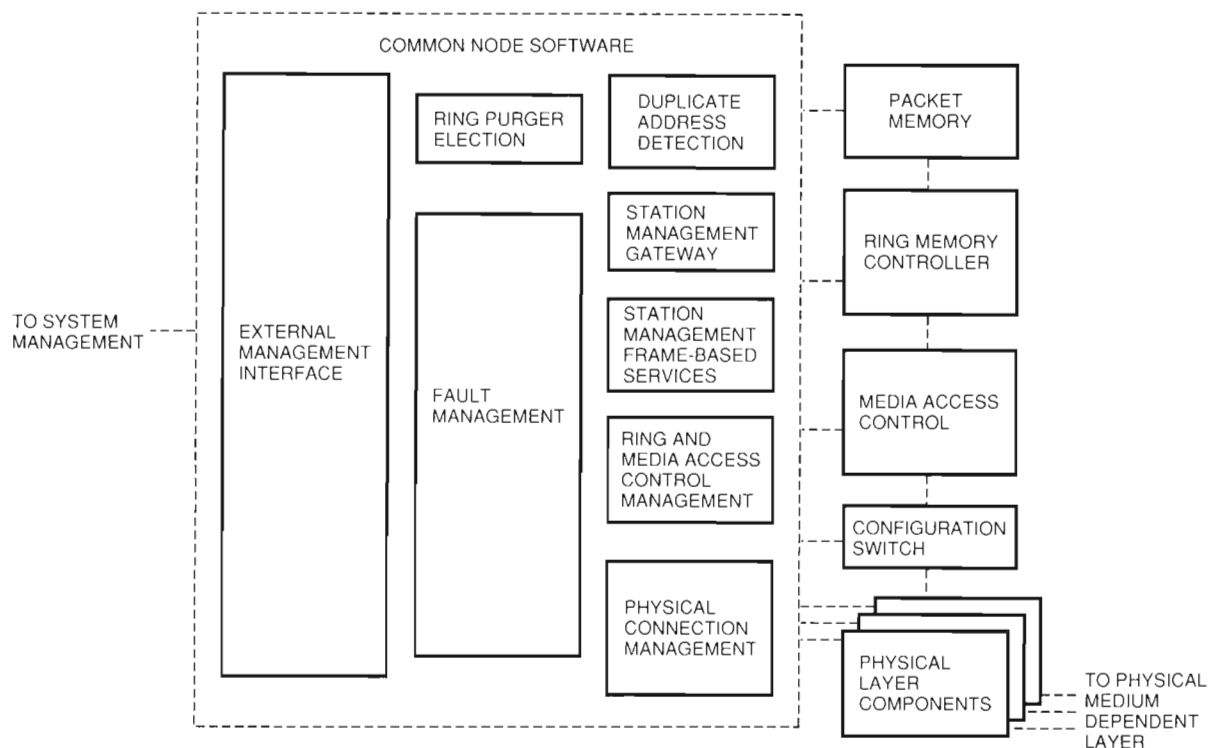 COMMON NODE SOFTWARE
RING PURGER
ELECTION
DUPLICATE
ADDRESS
DETECTION
PACKET
MEMORY
STATION
MANAGEMENT
GATEWAY
RING MEMORY
CONTROLLER
TO SYSTEM
MANAGEMENT
EXTERNAL
MANAGEMENT
INTERFACE
STATION
MANAGEMENT
FRAME-BASED
SERVICES
FAULT
MANAGEMENT
MEDIA ACCESS
CONTROL
RING AND
MEDIA ACCESS
CONTROL
MANAGEMENT
CONFIGURATION
SWITCH
PHYSICAL
CONNECTION
MANAGEMENT
PHYSICAL
LAYER
COMPONENTS
TO PHYSICAL
MEDIUM
DEPENDENT
LAYER